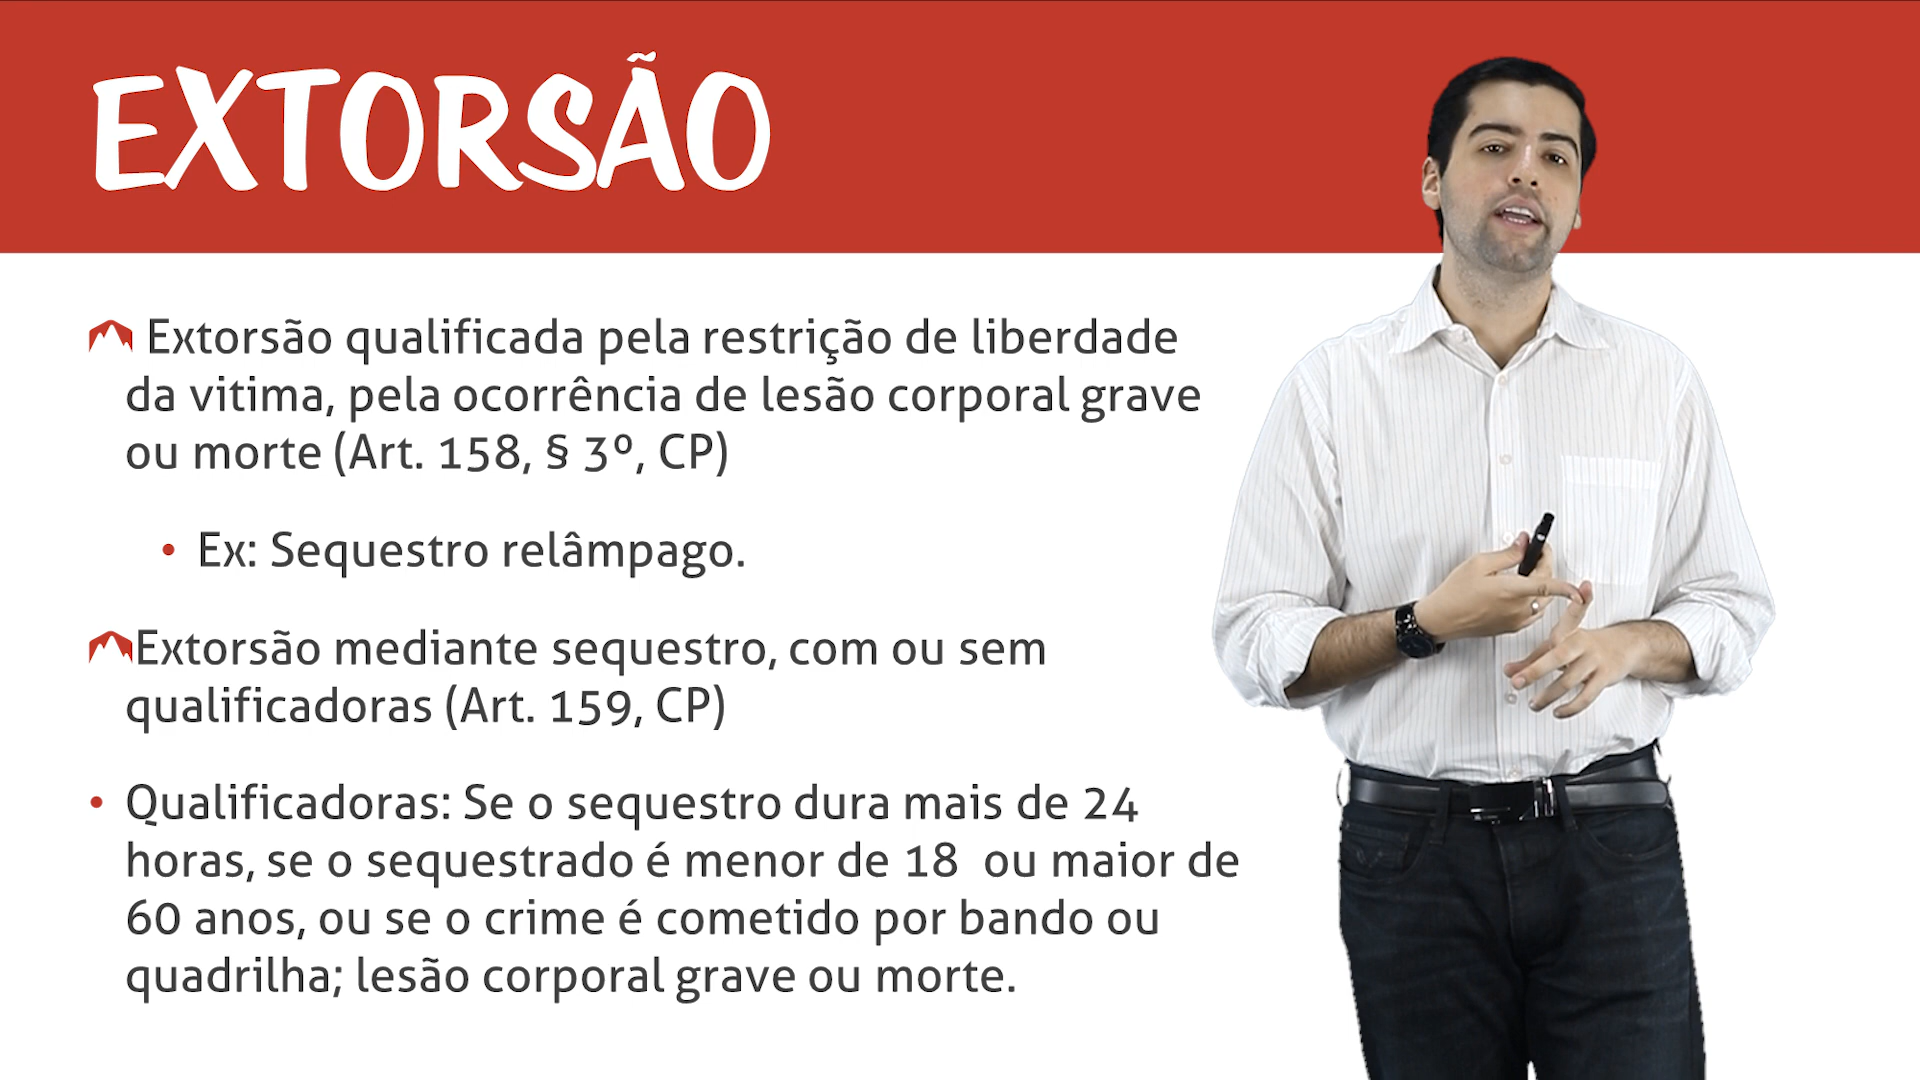 EXTORSÃO
Extorsão qualificada pela restrição de liberdade
da vitima, pela ocorrência de lesão corporal grave
ou morte (Art. 158, § 3º, CP)
• Ex: Sequestro relâmpago.
Extorsão mediante sequestro, com ou sem
qualificadoras (Art. 159, CP)
• Qualificadoras: Se o sequestro dura mais de 24
horas, se o sequestrado é menor de 18 ou maior de
60 anos, ou se o crime é cometido por bando ou
quadrilha; lesão corporal grave ou morte.